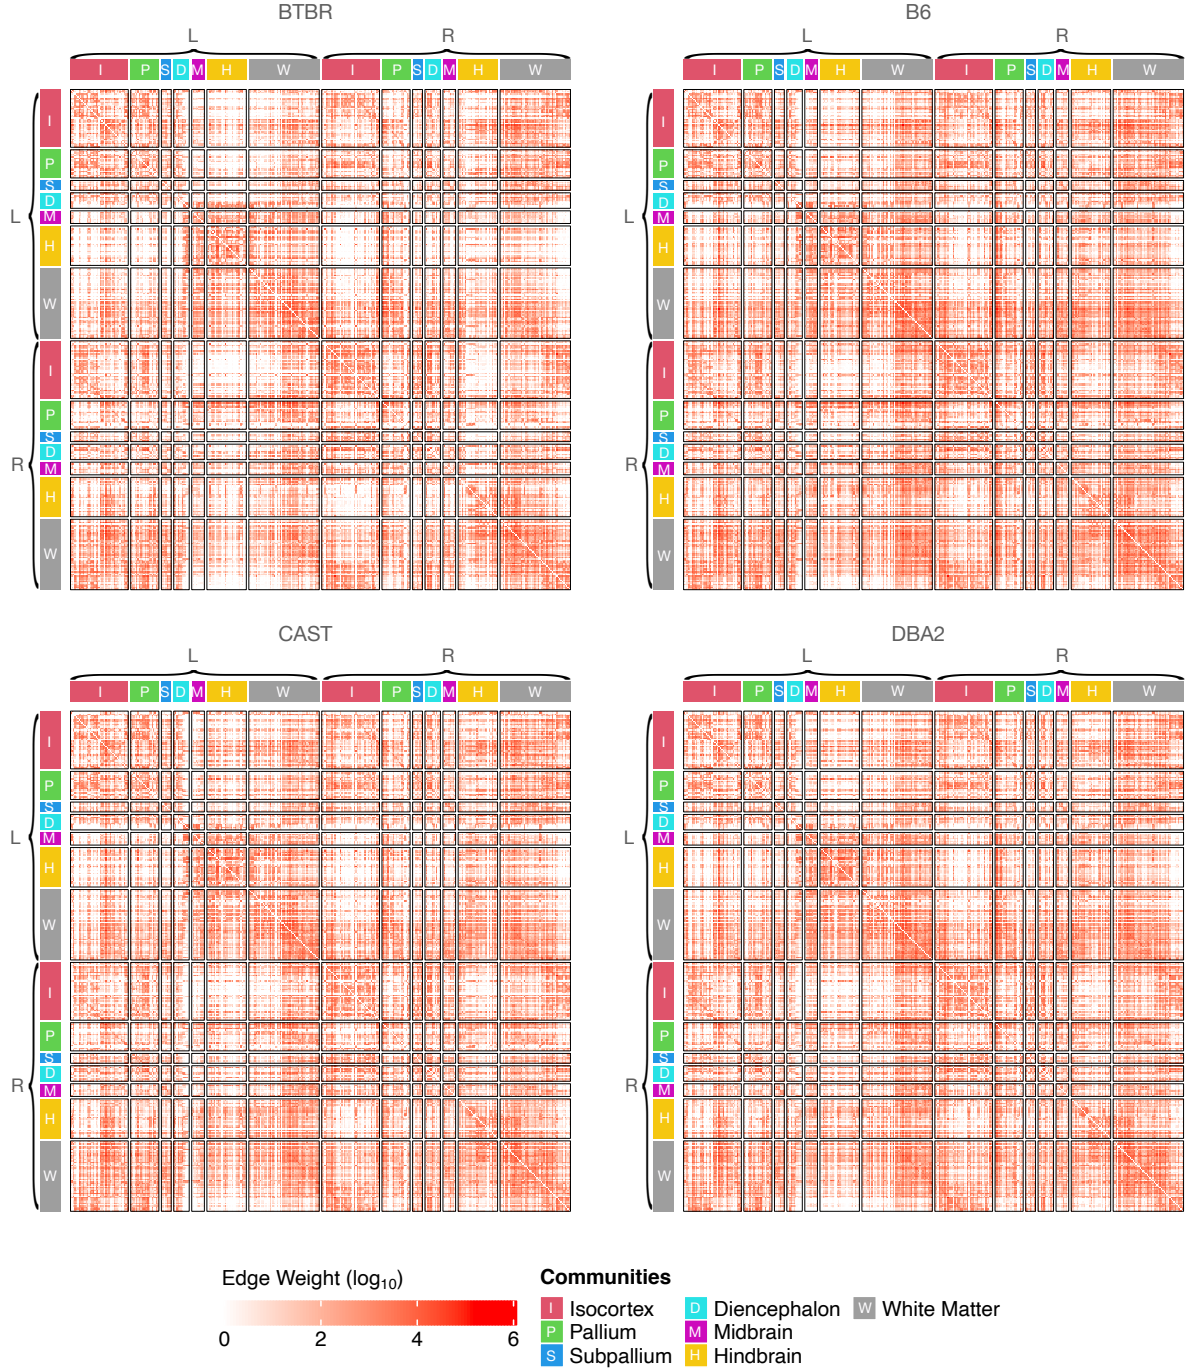 BTBR
B6
L R
L R
I P S D M H W I P S D M H W
I P S D M H W I P S D M H W
I
P
S
D
M
H
W
L
I
P
S
D
M
H
W
R
I
P
S
D
M
H
W
L
I
P
S
D
M
H
W
R
CAST
DBA2
L R
L R
I P S D M H W I P S D M H W
I P S D M H W I P S D M H W
I
P
S
D
M
H
W
L
I
P
S
D
M
H
W
R
I
P
S
D
M
H
W
L
I
P
S
D
M
H
W
R
Edge Weight (log10)
0 2 4 6
Communities
I Isocortex
P Pallium
S Subpallium
D Diencephalon
M Midbrain
H Hindbrain
W White Matter